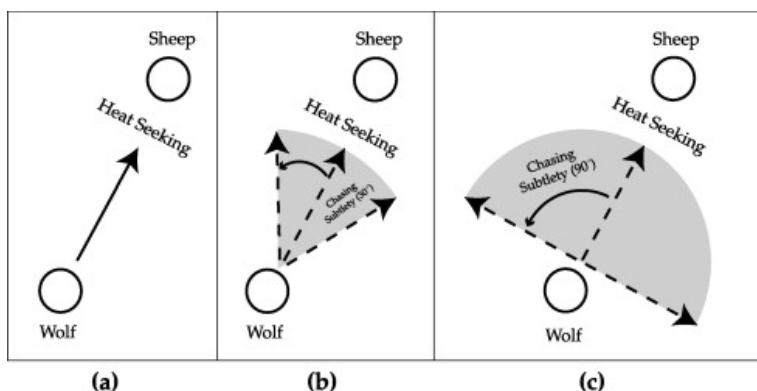 Sheep
Heat Seeking
Wolf
(a)
Sheep
Heat Seeking
Chasing
Subtlety (30˚)
Wolf
(b)
Sheep
Heat Seeking
Chasing
Subtlety (90˚)
Wolf
(c)